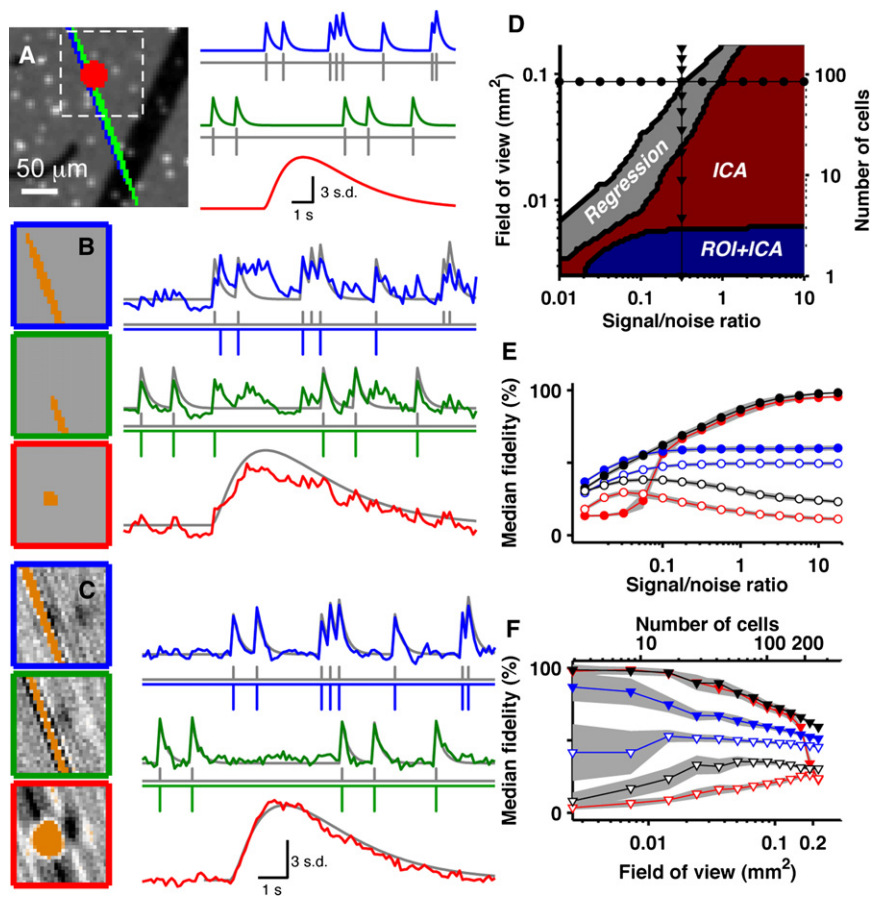 A
50 µm
3 s.d.
1 s
B
C
3 s.d.
1 s
D
Field of view (mm²)
0.1
.01
Regression
ICA
ROI+ICA
100
10
1
Number of cells
0.01
0.1
1
10
Signal/noise ratio
E
Median fidelity (%)
100
0
0.1
1
10
Signal/noise ratio
F
Number of cells
10
100
200
Median fidelity (%)
100
0
0.01
0.1
0.2
Field of view (mm²)